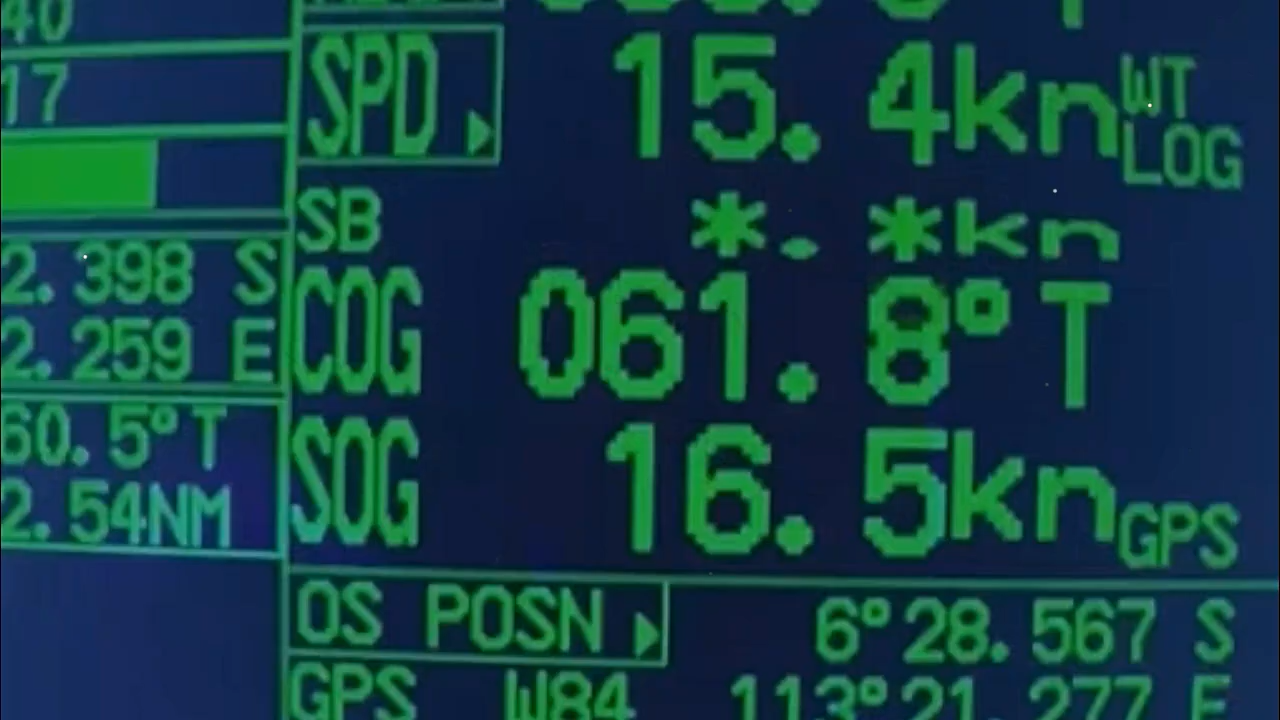 40
17
2.398 S
2.259 E
60.5°T
2.54NM
SPD 15.4kn WT LOG
SB *.*kn
COG 061.8°T
SOG 16.5kn GPS
OS POSN 6°28.567 S
GPS W84 113°21.277 E